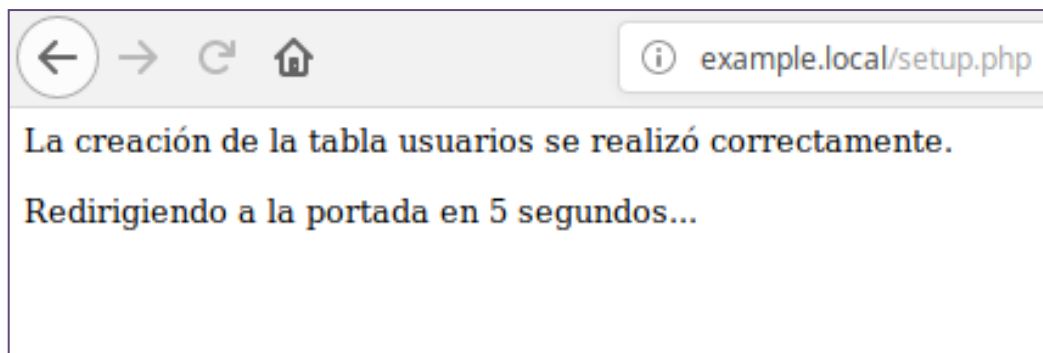 example.local/setup.php
La creación de la tabla usuarios se realizó correctamente.
Redirigiendo a la portada en 5 segundos...